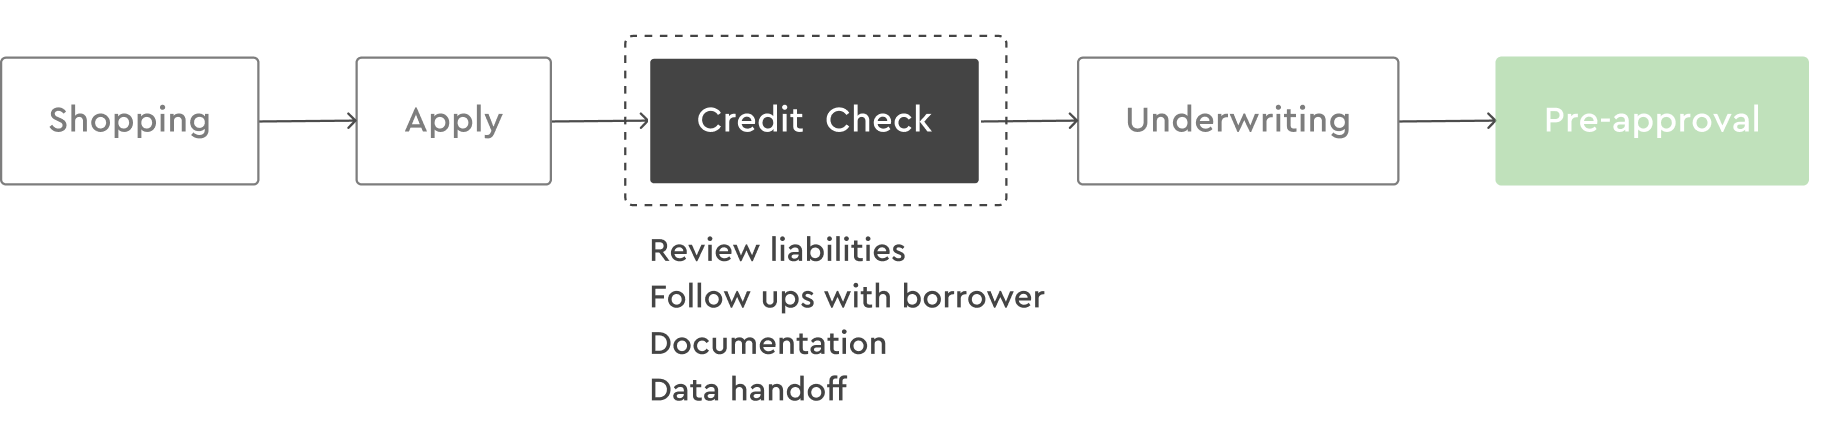 Shopping
Apply
Credit Check
Underwriting
Pre-approval
Review liabilities
Follow ups with borrower
Documentation
Data handoff